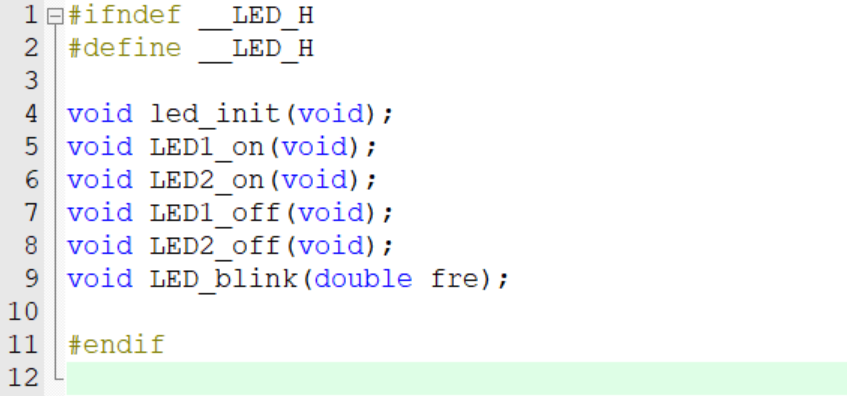 1 #ifndef __LED_H
2 #define __LED_H
3
4 void led_init(void);
5 void LED1_on(void);
6 void LED2_on(void);
7 void LED1_off(void);
8 void LED2_off(void);
9 void LED_blink(double fre);
10
11 #endif
12